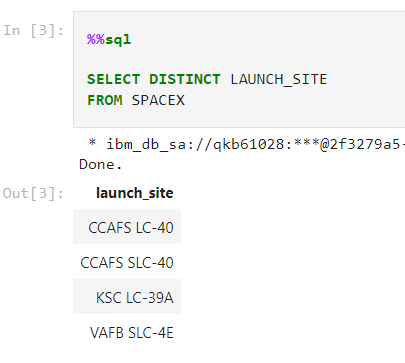 In [3]:
%%sql
SELECT DISTINCT LAUNCH_SITE
FROM SPACEX
* ibm_db_sa://qkb61028:***@2f3279a5-
Done.
Out[3]:
launch_site
CCAFS LC-40
CCAFS SLC-40
KSC LC-39A
VAFB SLC-4E